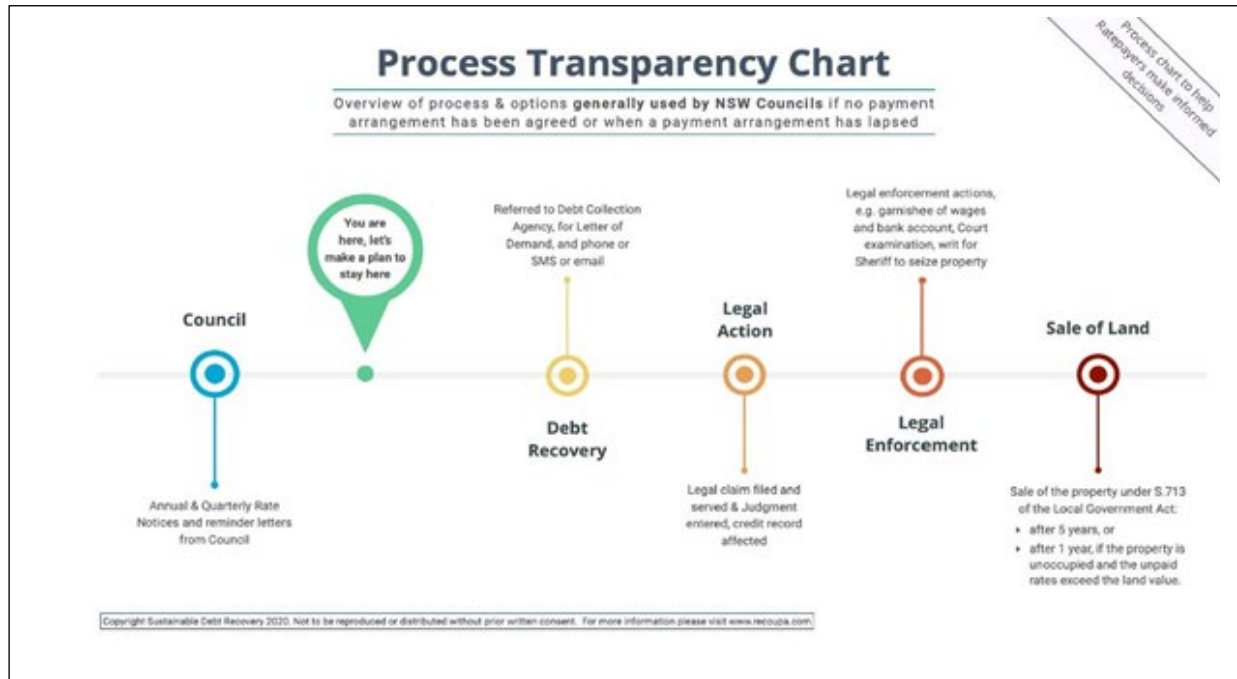 Process Transparency Chart
Process chart to help
Ratepayers make informed
decisions
Overview of process & options generally used by NSW Councils if no payment
arrangement has been agreed or when a payment arrangement has lapsed
Council
Annual & Quarterly Rate
Notices and reminder letters
from Council
You are
here, let's
make a plan to
stay here
Referred to Debt Collection
Agency, for Letter of
Demand, and phone or
SMS or email
Debt
Recovery
Legal
Action
Legal claim filed and
served & Judgment
entered, credit record
affected
Legal enforcement actions,
e.g. garnishee of wages
and bank account, Court
examination, writ for
Sheriff to seize property
Legal
Enforcement
Sale of Land
Sale of the property under S.713
of the Local Government Act:
▸ after 5 years, or
▸ after 1 year, if the property is
unoccupied and the unpaid
rates exceed the land value.
Copyright Sustainable Debt Recovery 2020. Not to be reproduced or distributed without prior written consent. For more information please visit www.recoupa.com